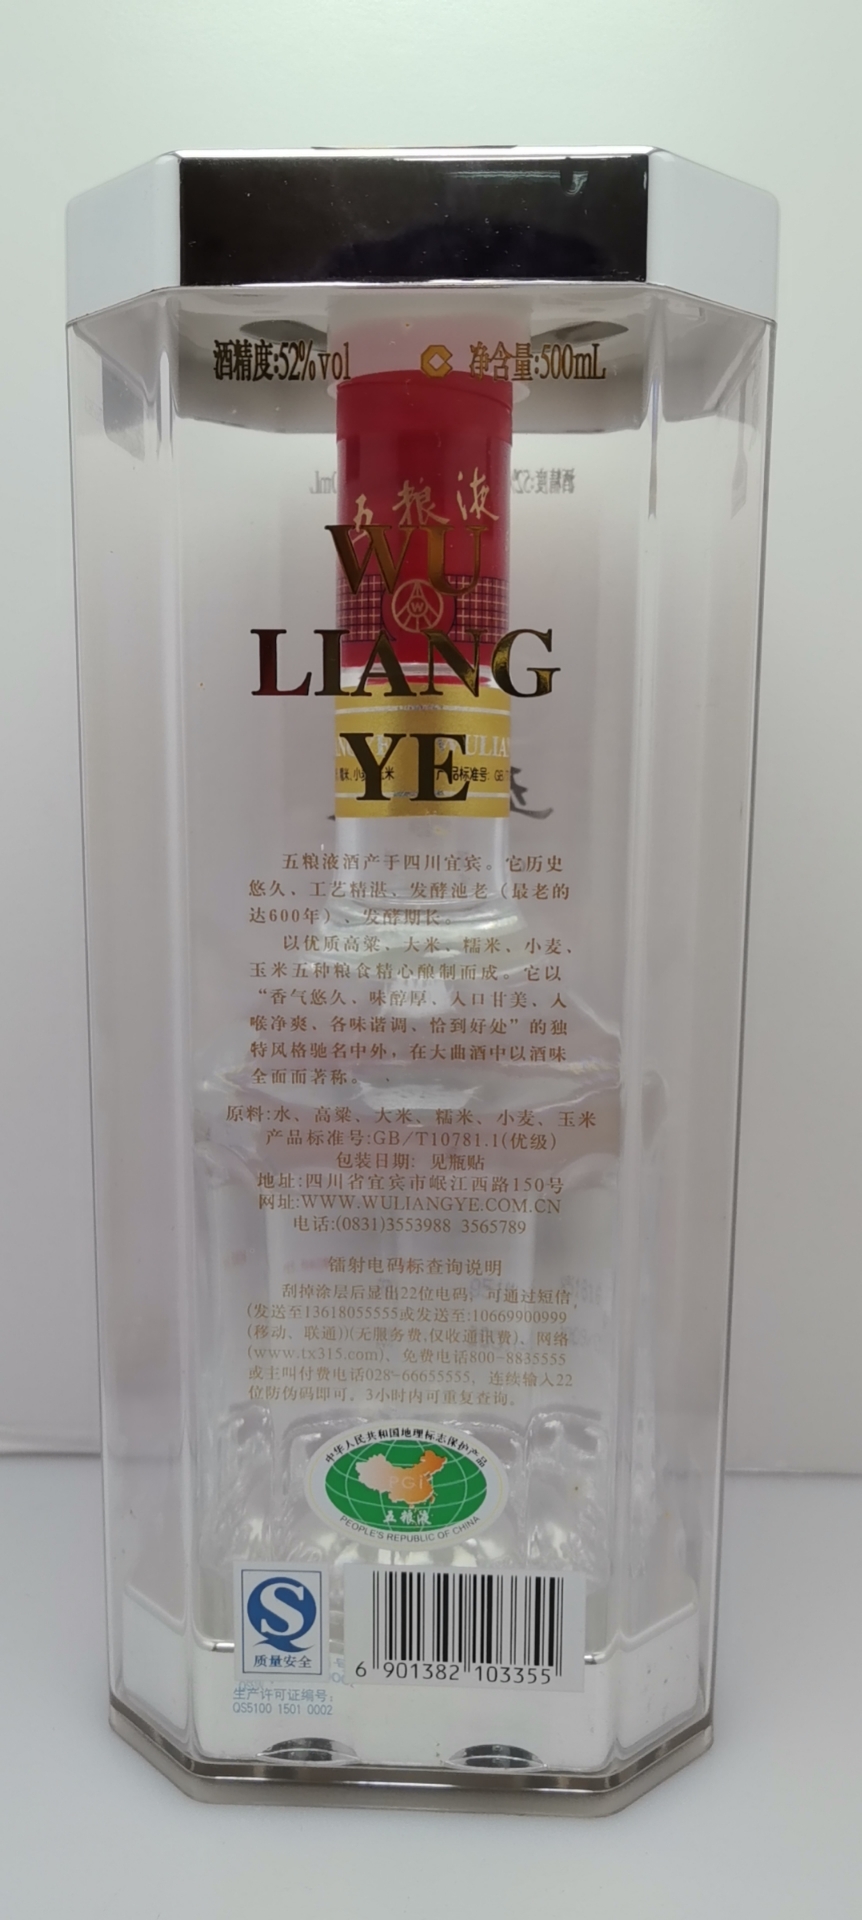 酒精度:52%vol 净含量:500mL
五粮液
WU
W
LIANG
YE
产品标准号:
五粮液酒产于四川宜宾。它历史
悠久、工艺精湛、发酵池老（最老的
达600年）、发酵期长。
以优质高粱、大米、糯米、小麦、
玉米五种粮食精心酿制而成。它以
“香气悠久、味醇厚、入口甘美、入
喉净爽、各味谐调、恰到好处”的独
特风格驰名中外，在大曲酒中以酒味
全面而著称。
原料:水、高粱、大米、糯米、小麦、玉米
产品标准号:GB/T10781.1(优级)
包装日期: 见瓶贴
地址:四川省宜宾市岷江西路150号
网址:WWW.WULIANGYE.COM.CN
电话:(0831)3553988 3565789
镭射电码标查询说明
刮掉涂层后显出22位电码，可通过短信
(发送至13618055555或发送至:10669900999
(移动、联通))(无服务费,仅收通讯费)、网络
(www.tx315.com)、免费电话800-8835555
或主叫付费电话028-66655555，连续输入22
位防伪码即可。3小时内可重复查询。
中华人民共和国地理标志保护产品
PGI
五粮液
PEOPLE'S REPUBLIC OF CHINA
质量安全
6 901382 103355
生产许可证编号:
QS5100 1501 0002